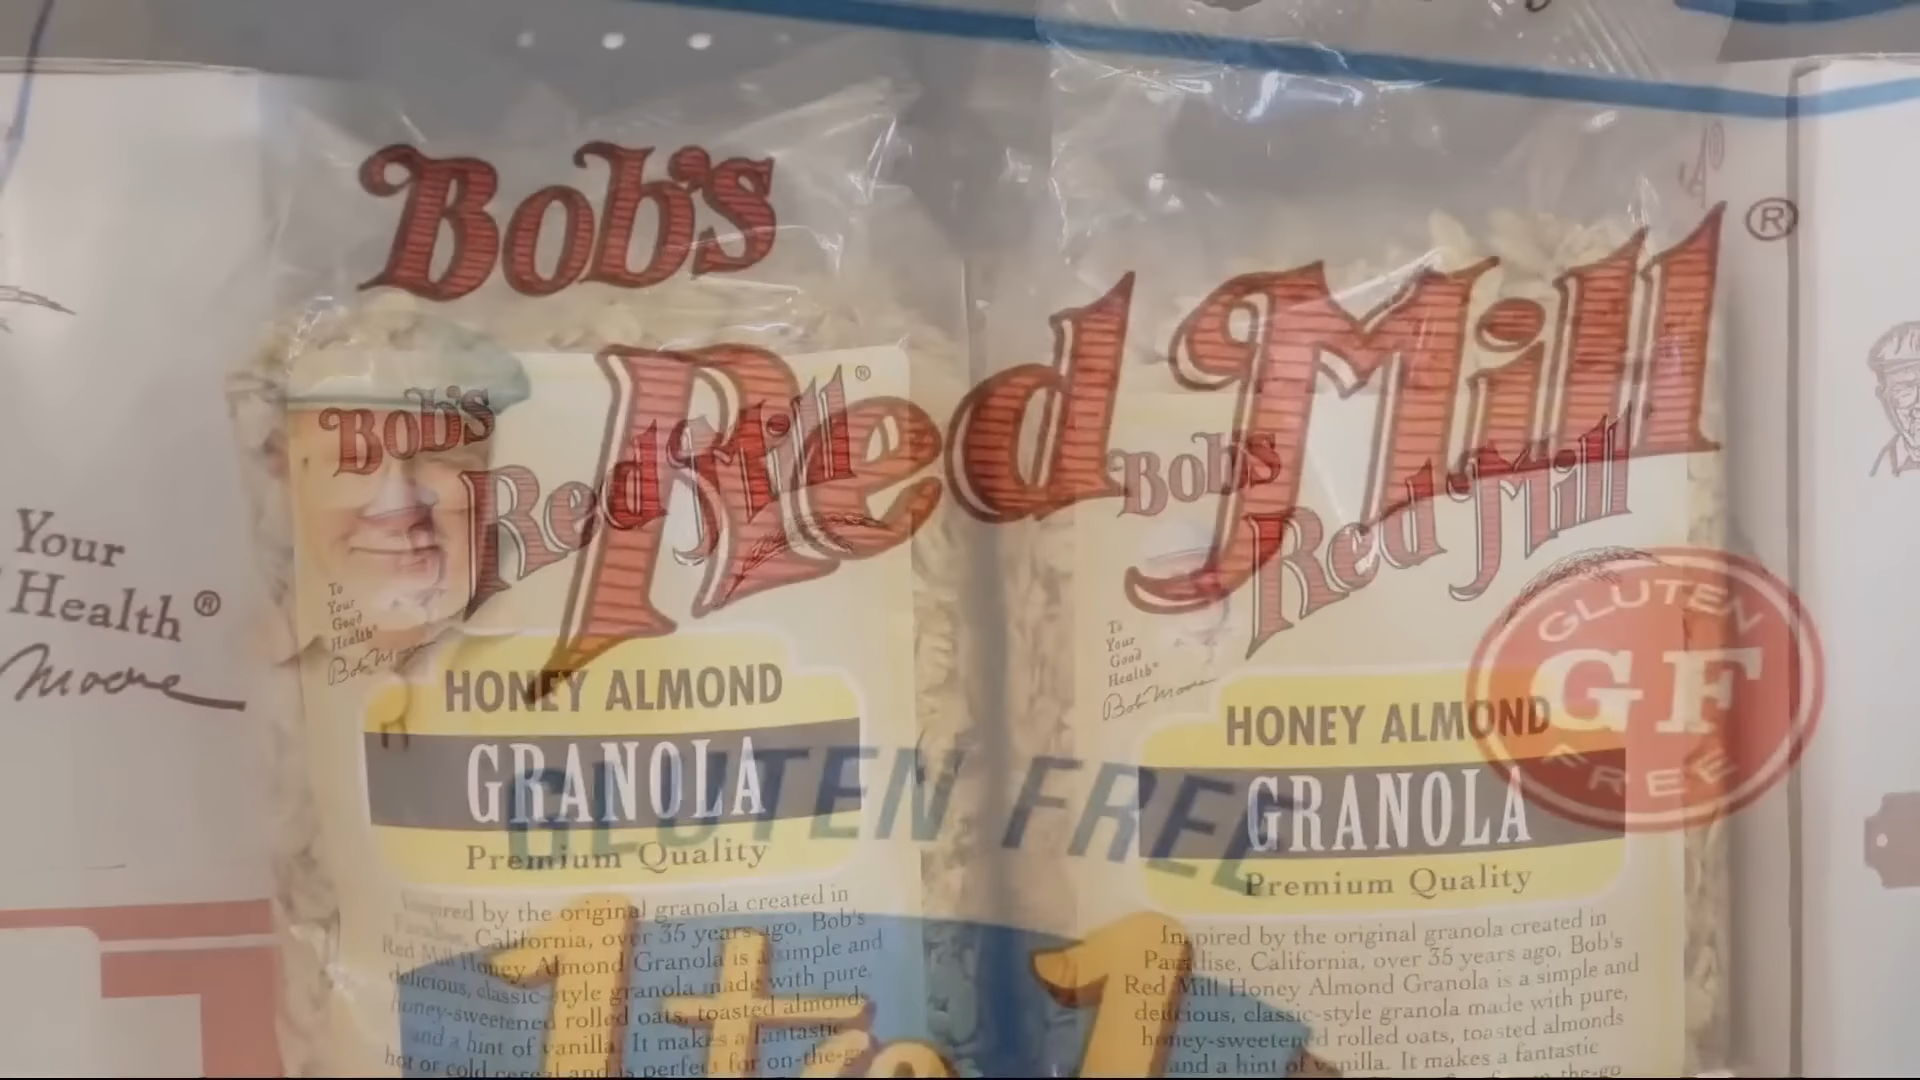 Bob's
Red Mill®
Your
Health®
Moore
Bob's
Red Mill®
To
Your
Good
Health®
Bob Moore
HONEY ALMOND
GRANOLA
Premium Quality
Inspired by the original granola created in
Paradise, California, over 35 years ago, Bob's
Red Mill Honey Almond Granola is a simple and
delicious, classic-style granola made with pure,
honey-sweetened rolled oats, toasted almonds
and a hint of vanilla. It makes a fantastic
hot or cold cereal and is perfect for on-the-go
Bob's
Red Mill
To
Your
Good
Health®
Bob Moore
HONEY ALMOND
GRANOLA
Premium Quality
Inspired by the original granola created in
Paradise, California, over 35 years ago, Bob's
Red Mill Honey Almond Granola is a simple and
delicious, classic-style granola made with pure,
honey-sweetened rolled oats, toasted almonds
and a hint of vanilla. It makes a fantastic
the-go
GLUTEN
GF
FREE
GLUTEN FREE
1 to 1